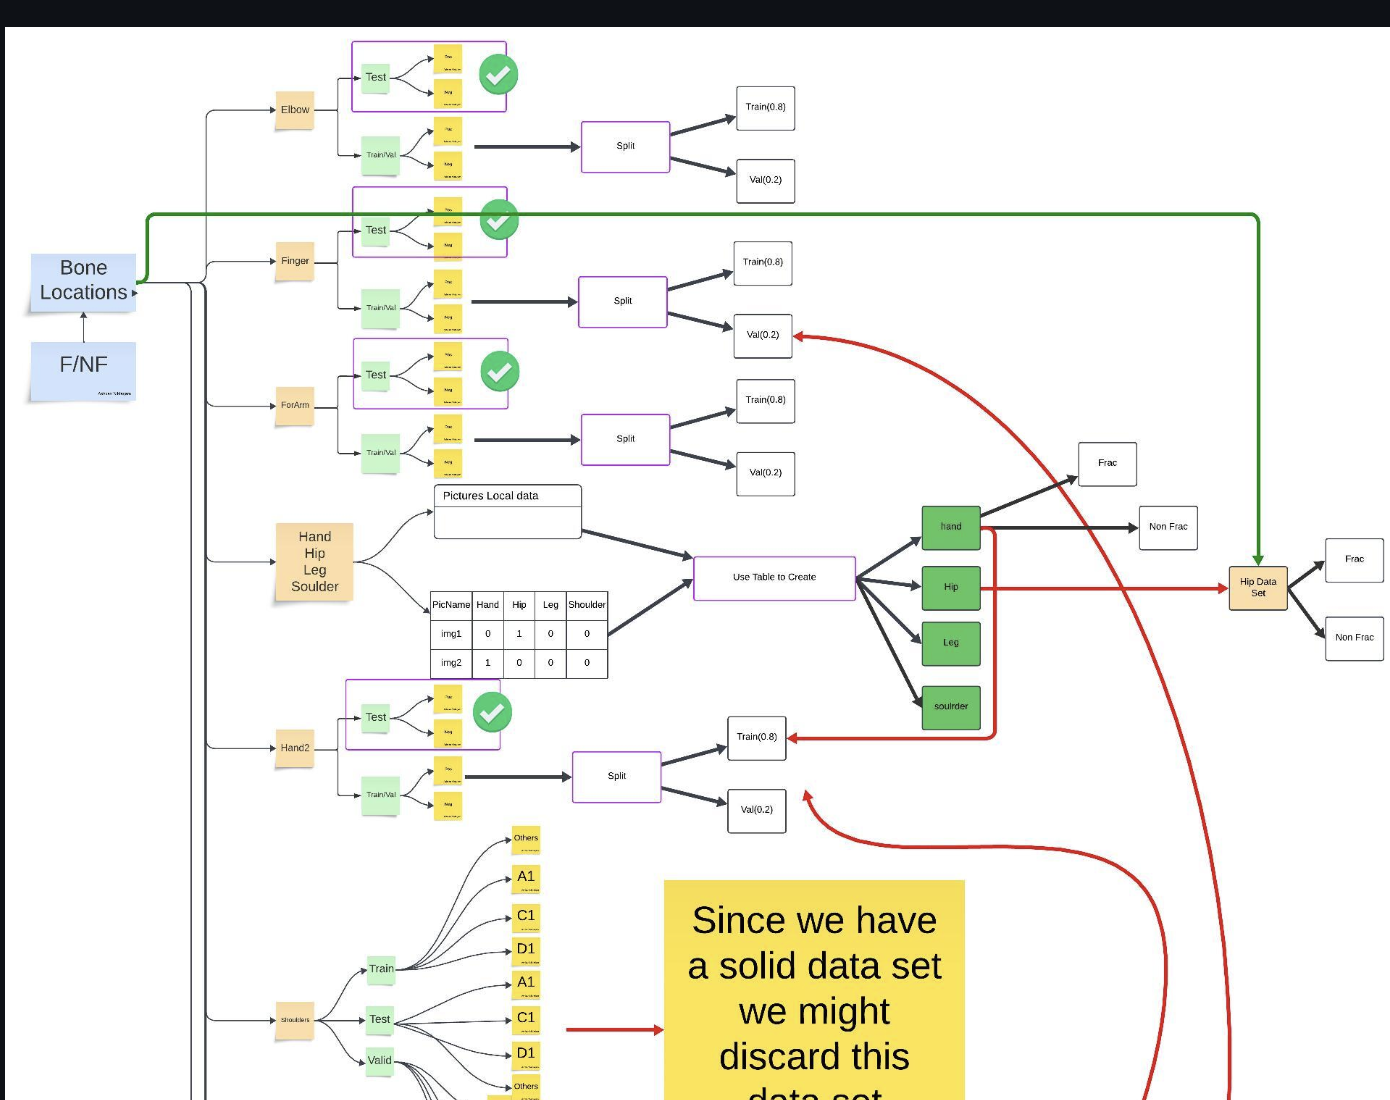 Test
Elbow
Train(0.8)
Split
Train/Val
Val(0.2)
Test
Bone
Locations
Finger
Train(0.8)
Split
Train/Val
Val(0.2)
F/NF
Test
ForArm
Train(0.8)
Split
Train/Val
Val(0.2)
Frac
Pictures Local data
hand
Non Frac
Hand
Hip
Leg
Soulder
Use Table to Create
Hip
Hip Data
Set
Frac
Non Frac
PicName Hand Hip Leg Shoulder
img1 0 1 0 0
img2 1 0 0 0
Leg
soulrder
Test
Hand2
Train(0.8)
Split
Train/Val
Val(0.2)
Others
A1
C1
D1
Train
A1
Shoulders
Test
C1
D1
Valid
Others
Since we have
a solid data set
we might
discard this
data set